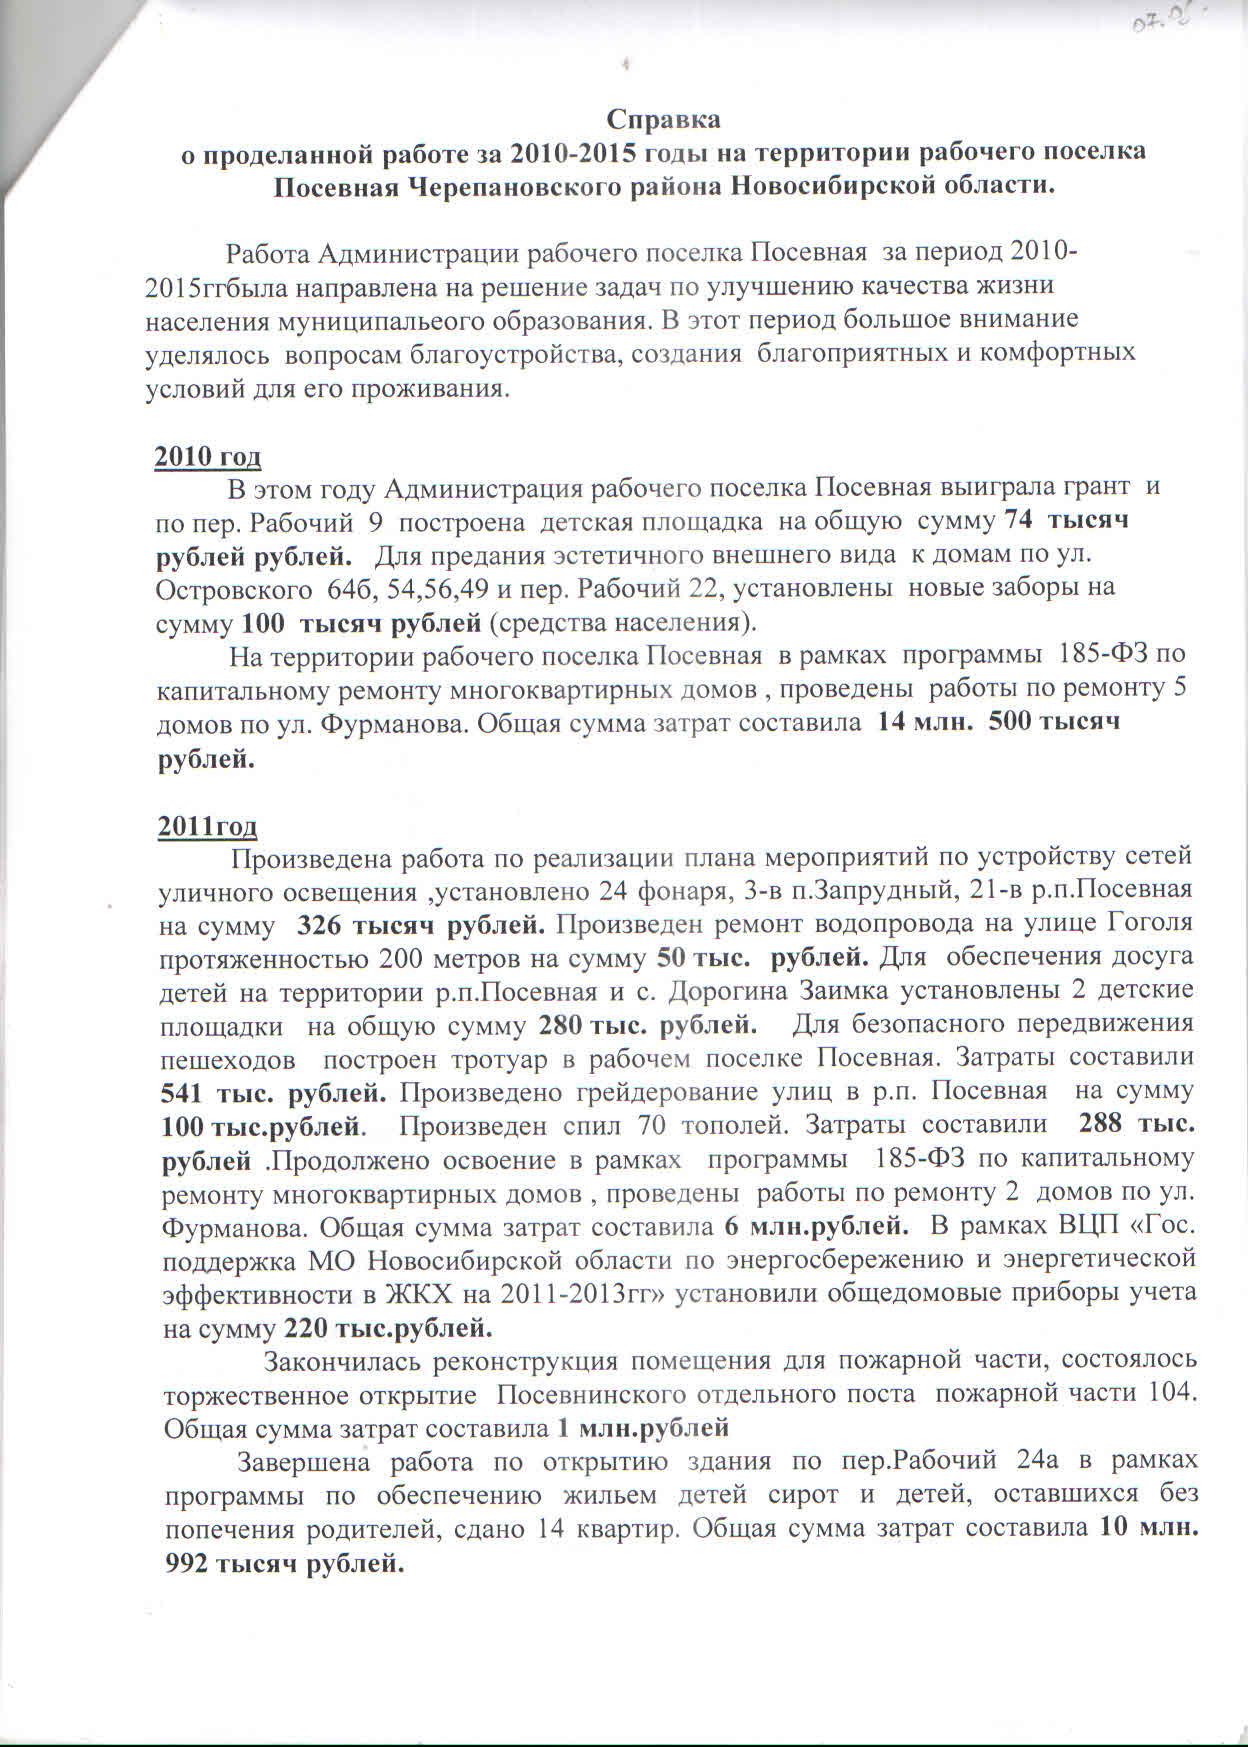 Справка
о проделанной работе за 2010-2015 годы на территории рабочего поселка
Посевная Черепановского района Новосибирской области.
Работа Администрации рабочего поселка Посевная за период 2010-
2015ггбыла направлена на решение задач по улучшению качества жизни
населения муниципальеого образования. В этот период большое внимание
уделялось вопросам благоустройства, создания благоприятных и комфортных
условий для его проживания.
2010 год
В этом году Администрация рабочего поселка Посевная выиграла грант и
по пер. Рабочий 9 построена детская площадка на общую сумму 74 тысяч
рублей рублей. Для предания эстетичного внешнего вида к домам по ул.
Островского 64б, 54,56,49 и пер. Рабочий 22, установлены новые заборы на
сумму 100 тысяч рублей (средства населения).
На территории рабочего поселка Посевная в рамках программы 185-ФЗ по
капитальному ремонту многоквартирных домов , проведены работы по ремонту 5
домов по ул. Фурманова. Общая сумма затрат составила 14 млн. 500 тысяч
рублей.
2011год
Произведена работа по реализации плана мероприятий по устройству сетей
уличного освещения ,установлено 24 фонаря, 3-в п.Запрудный, 21-в р.п.Посевная
на сумму 326 тысяч рублей. Произведен ремонт водопровода на улице Гоголя
протяженностью 200 метров на сумму 50 тыс. рублей. Для обеспечения досуга
детей на территории р.п.Посевная и с. Дорогина Заимка установлены 2 детские
площадки на общую сумму 280 тыс. рублей. Для безопасного передвижения
пешеходов построен тротуар в рабочем поселке Посевная. Затраты составили
541 тыс. рублей. Произведено грейдерование улиц в р.п. Посевная на сумму
100 тыс.рублей. Произведен спил 70 тополей. Затраты составили 288 тыс.
рублей .Продолжено освоение в рамках программы 185-ФЗ по капитальному
ремонту многоквартирных домов , проведены работы по ремонту 2 домов по ул.
Фурманова. Общая сумма затрат составила 6 млн.рублей. В рамках ВЦП «Гос.
поддержка МО Новосибирской области по энергосбережению и энергетической
эффективности в ЖКХ на 2011-2013гг» установили общедомовые приборы учета
на сумму 220 тыс.рублей.
Закончилась реконструкция помещения для пожарной части, состоялось
торжественное открытие Посевнинского отдельного поста пожарной части 104.
Общая сумма затрат составила 1 млн.рублей
Завершена работа по открытию здания по пер.Рабочий 24а в рамках
программы по обеспечению жильем детей сирот и детей, оставшихся без
попечения родителей, сдано 14 квартир. Общая сумма затрат составила 10 млн.
992 тысяч рублей.